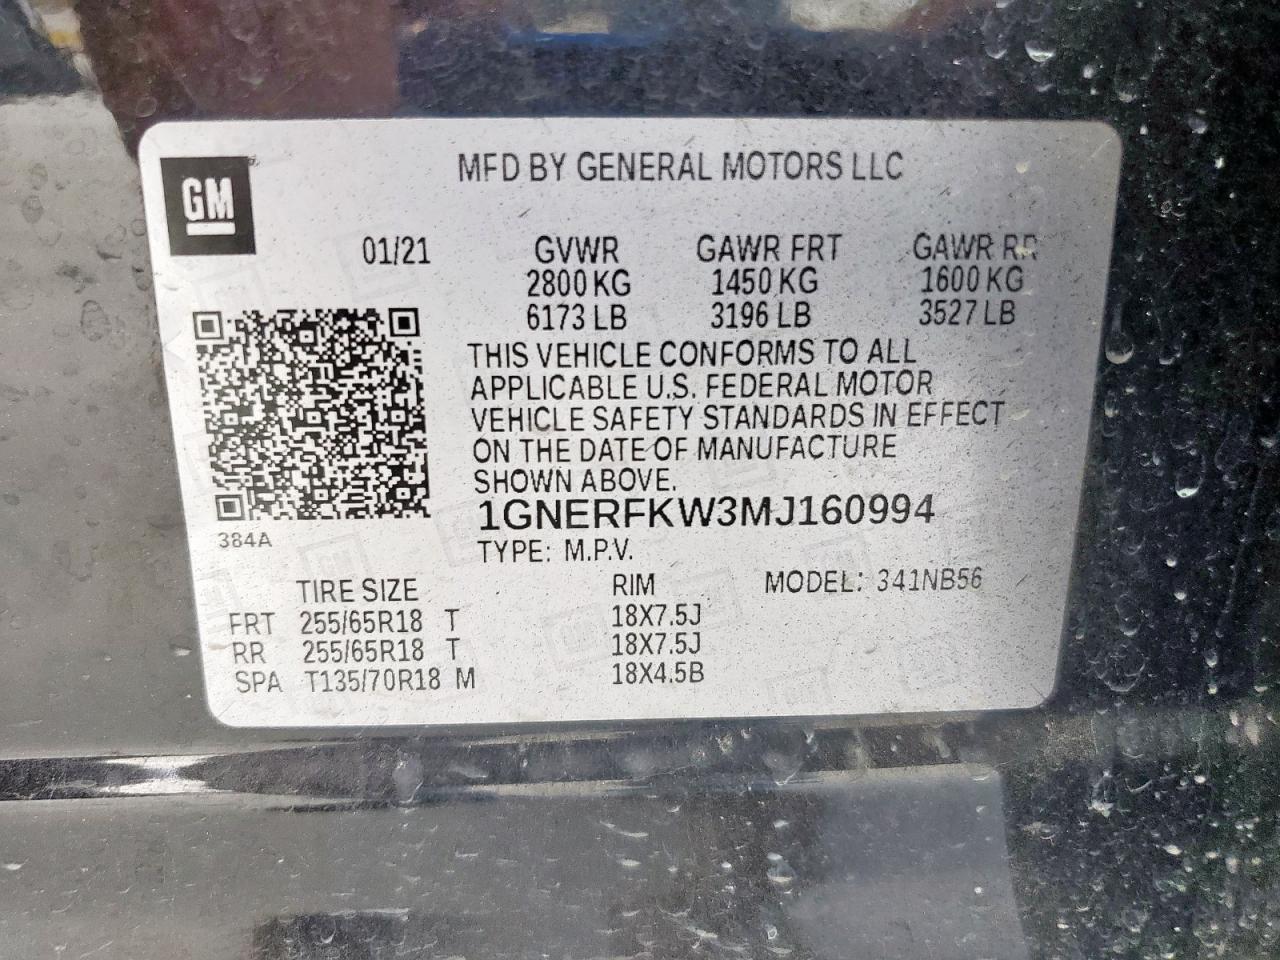 MFD BY GENERAL MOTORS LLC
GM
01/21 GVWR GAWR FRT GAWR RR
2800 KG 1450 KG 1600 KG
6173 LB 3196 LB 3527 LB
THIS VEHICLE CONFORMS TO ALL
APPLICABLE U.S. FEDERAL MOTOR
VEHICLE SAFETY STANDARDS IN EFFECT
ON THE DATE OF MANUFACTURE
SHOWN ABOVE.
1GNERFKW3MJ160994
384A
TYPE: M.P.V.
TIRE SIZE RIM MODEL: 341NB56
FRT 255/65R18 T 18X7.5J
RR 255/65R18 T 18X7.5J
SPA T135/70R18 M 18X4.5B